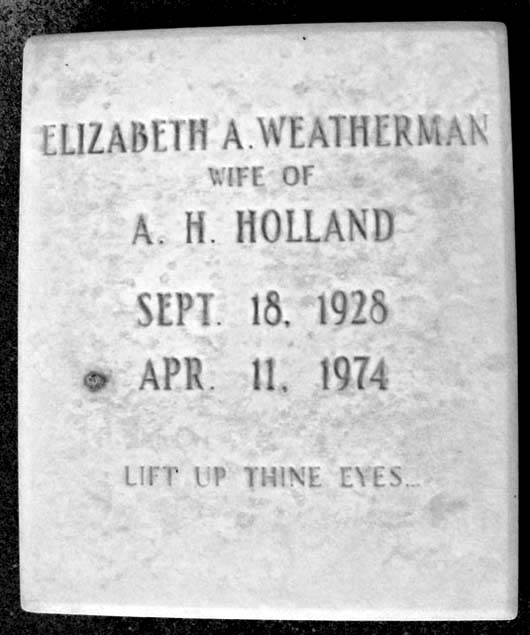 ELIZABETH A. WEATHERMAN
WIFE OF
A. H. HOLLAND
SEPT. 18, 1928
APR. 11, 1974
LIFT UP THINE EYES...